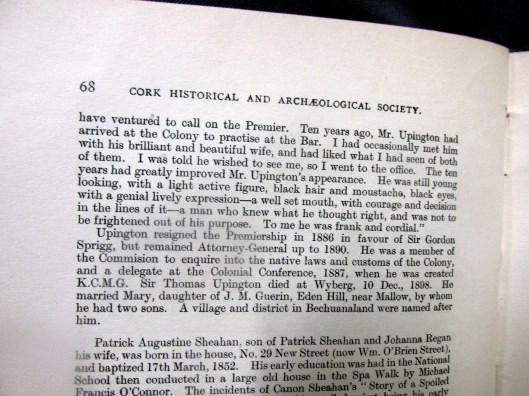 68
CORK HISTORICAL AND ARCHÆOLOGICAL SOCIETY.
have ventured to call on the Premier. Ten years ago, Mr. Upington had
arrived at the Colony to practise at the Bar. I had occasionally met him
with his brilliant and beautiful wife, and had liked what I had seen of both
of them. I was told he wished to see me, so I went to the office. The ten
years had greatly improved Mr. Upington's appearance. He was still young
looking, with a light active figure, black hair and moustache, black eyes,
with a genial lively expression—a well set mouth, with courage and decision
in the lines of it—a man who knew what he thought right, and was not to
be frightened out of his purpose. To me he was frank and cordial."
Upington resigned the Premiership in 1886 in favour of Sir Gordon
Sprigg, but remained Attorney-General up to 1890. He was a member of
the Commision to enquire into the native laws and customs of the Colony,
and a delegate at the Colonial Conference, 1887, when he was created
K.C.M.G. Sir Thomas Upington died at Wyberg, 10 Dec., 1898. He
married Mary, daughter of J. M. Guerin, Eden Hill, near Mallow, by whom
he had two sons. A village and district in Bechuanaland were named after
him.
Patrick Augustine Sheahan, son of Patrick Sheahan and Johanna Regan
his wife, was born in the house, No. 29 New Street (now Wm. O'Brien Street),
and baptized 17th March, 1852. His early education was had in the National
School then conducted in a large old house in the Spa Walk by Michael
Francis O'Connor. The incidents of Canon Sheahan's "Story of a Spoiled
being his early